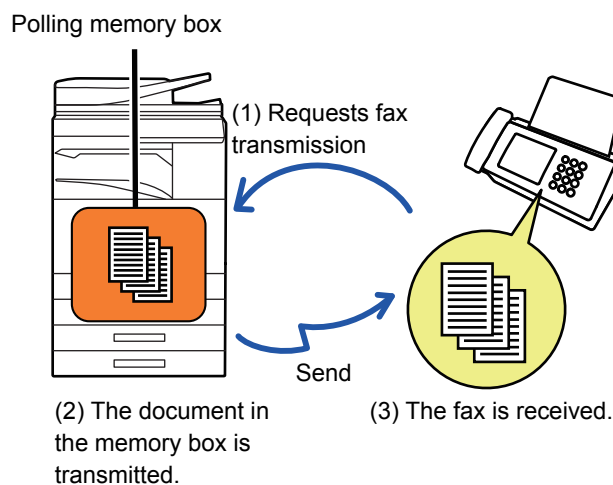 Polling memory box
(1) Requests fax
transmission
Send
(2) The document in
the memory box is
transmitted.
(3) The fax is received.